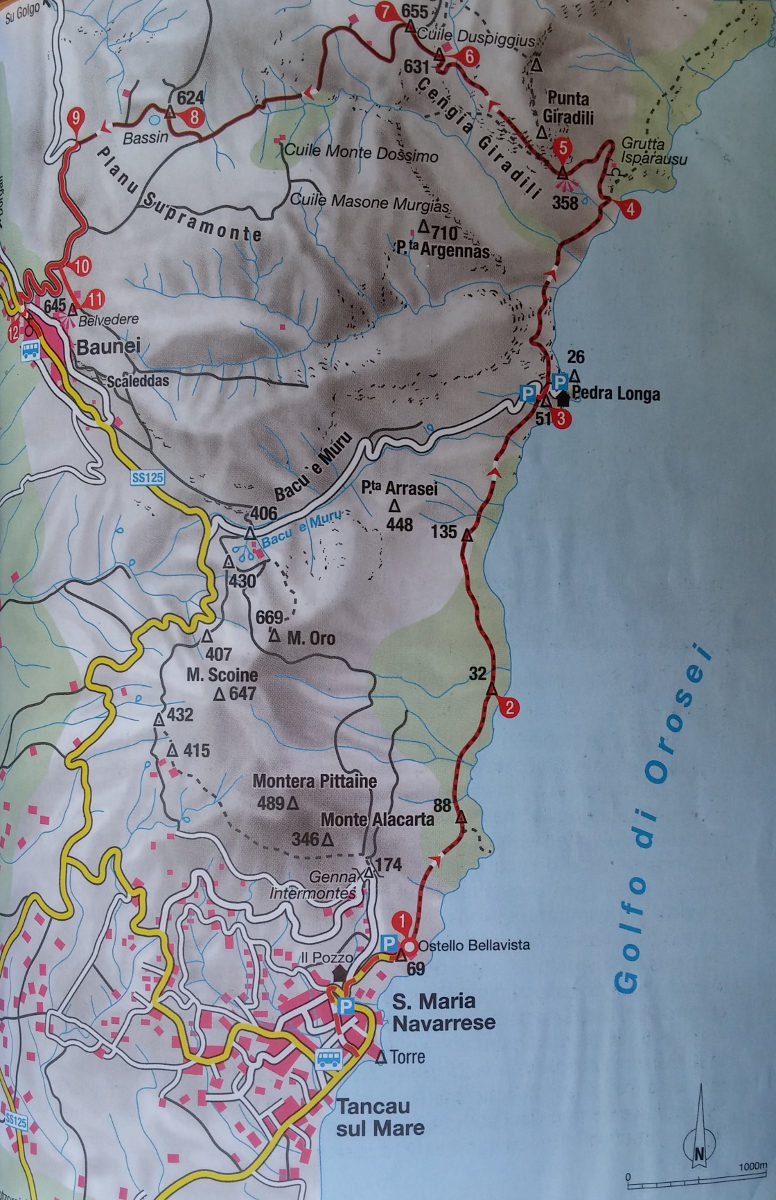 Su Golgo
7
655
Cuile Duspiggius
631
6
Cengia Giradili
Punta
Giradili
624
8
Bassin
9
Planu Supramonte
Cuile Monte Dossimo
Cuile Masone Murgias
5
358
Grutta
Isparausu
4
710
P.ta Argennas
10
11
645
Belvedere
12
Baunei
Scaleddas
26
P
P
Pedra Longa
51
3
SS125
Bacu e Muru
P.ta Arrasei
448
406
Bacu e Muru
135
430
669
M. Oro
407
M. Scoine
647
32
2
432
415
Montera Pittaine
489
88
Monte Alacarta
346
174
Genna
Intermontes
1
P
Ostello Bellavista
69
Il Pozzo
P
S. Maria
Navarrese
Torre
Tancau
sul Mare
SS125
Golfo di Orosei
N
0
1000m